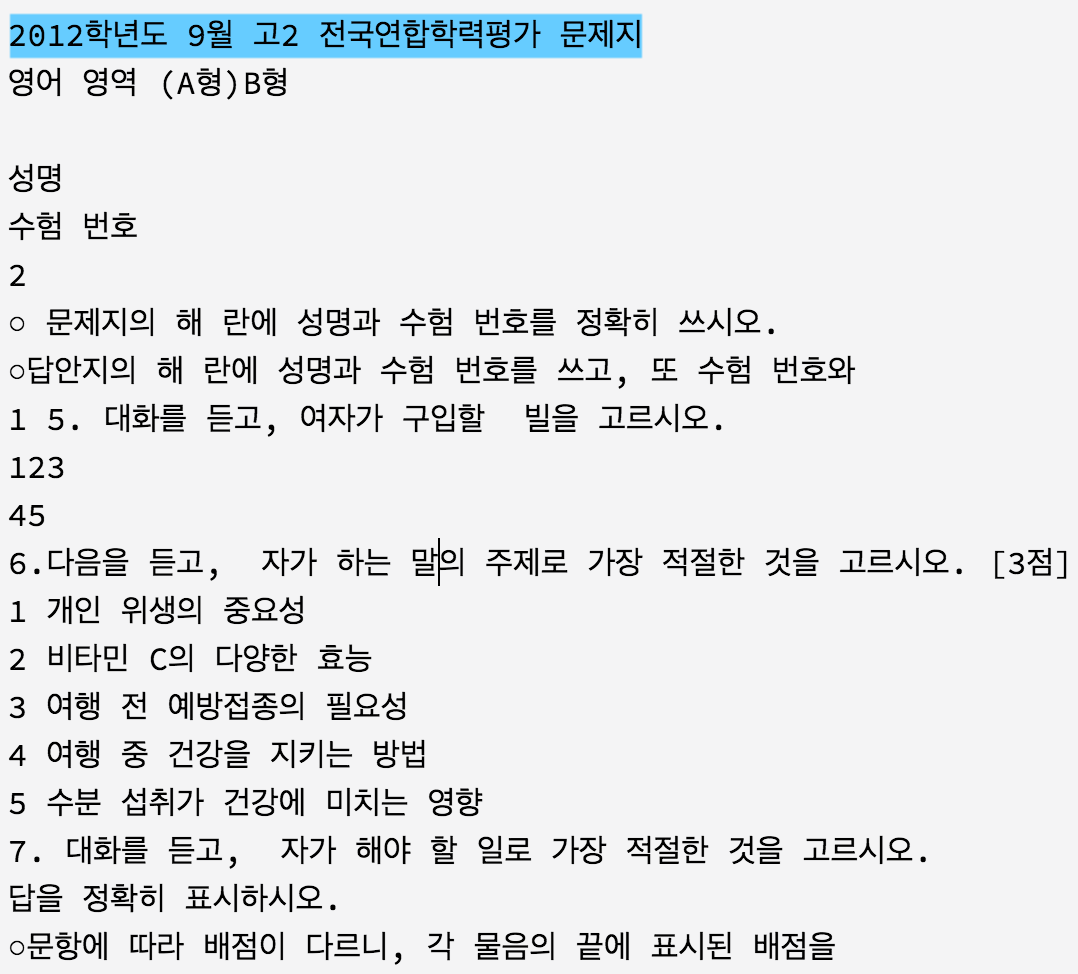 2012학년도 9월 고2 전국연합학력평가 문제지
영어 영역 (A형)B형
성명
수험 번호
2
○ 문제지의 해 란에 성명과 수험 번호를 정확히 쓰시오.
○답안지의 해 란에 성명과 수험 번호를 쓰고, 또 수험 번호와
1 5. 대화를 듣고, 여자가 구입할  빌을 고르시오.
123
45
6.다음을 듣고,  자가 하는 말의 주제로 가장 적절한 것을 고르시오. [3점]
1 개인 위생의 중요성
2 비타민 C의 다양한 효능
3 여행 전 예방접종의 필요성
4 여행 중 건강을 지키는 방법
5 수분 섭취가 건강에 미치는 영향
7. 대화를 듣고,  자가 해야 할 일로 가장 적절한 것을 고르시오.
답을 정확히 표시하시오.
○문항에 따라 배점이 다르니, 각 물음의 끝에 표시된 배점을